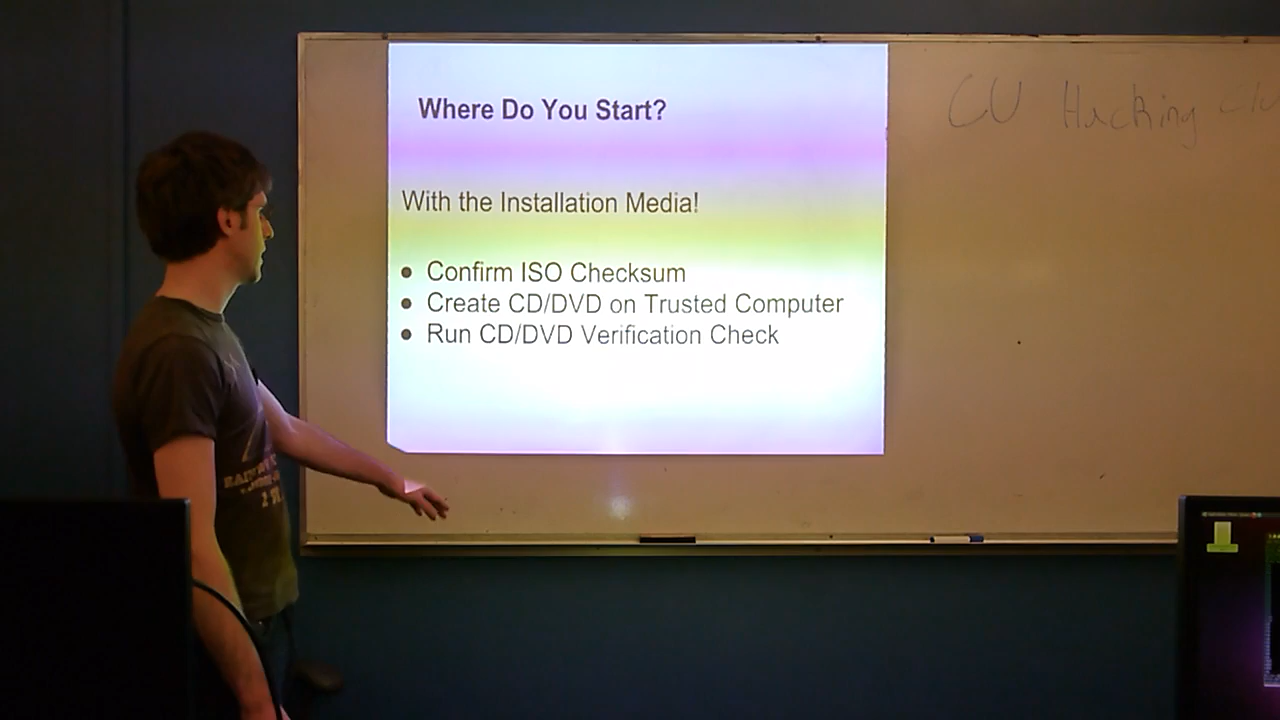 Where Do You Start?
With the Installation Media!
● Confirm ISO Checksum
● Create CD/DVD on Trusted Computer
● Run CD/DVD Verification Check
CU Hacking Clu